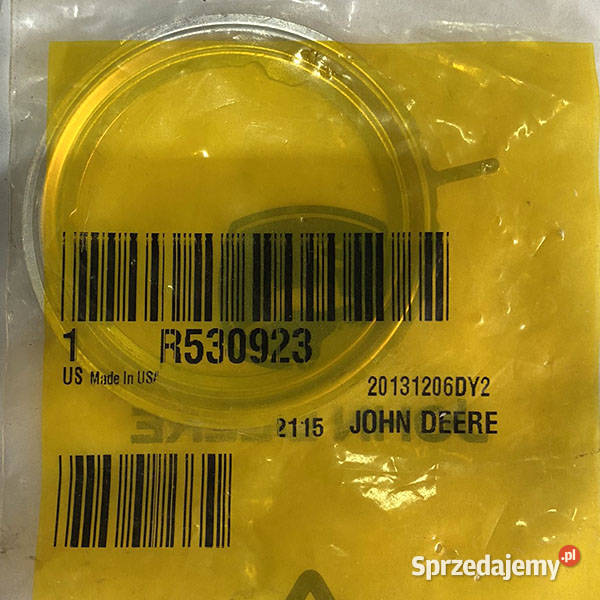 1 R530923
US Made In USA
20131206DY2
2115 JOHN DEERE
Sprzedajemy.pl